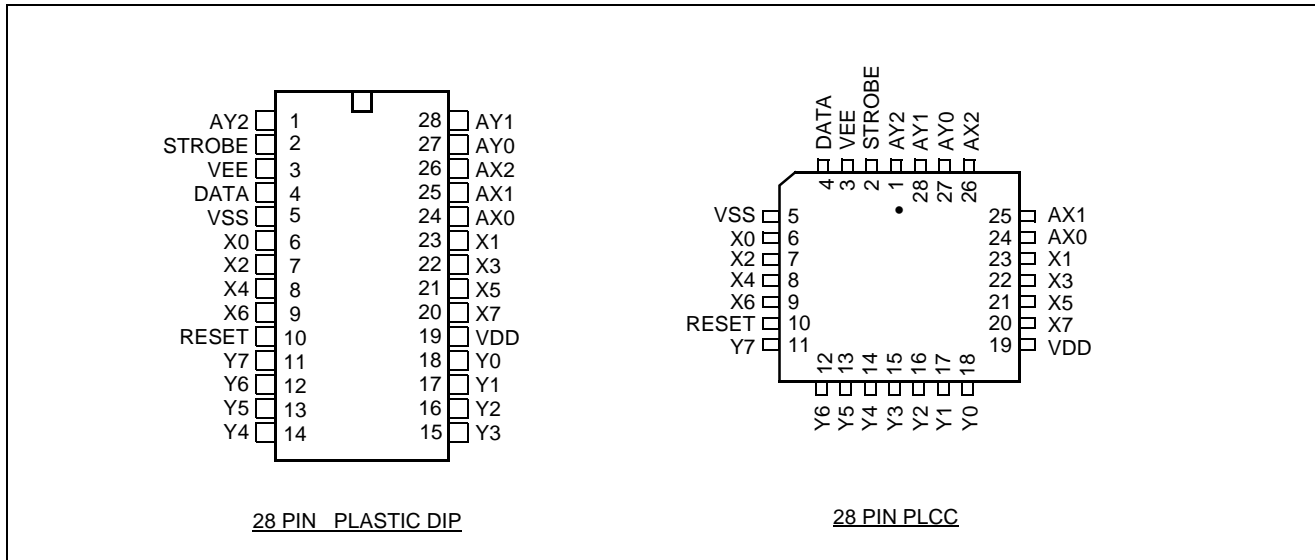 AY2 1 28 AY1
STROBE 2 27 AY0
VEE 3 26 AX2
DATA 4 25 AX1
VSS 5 24 AX0
X0 6 23 X1
X2 7 22 X3
X4 8 21 X5
X6 9 20 X7
RESET 10 19 VDD
Y7 11 18 Y0
Y6 12 17 Y1
Y5 13 16 Y2
Y4 14 15 Y3
28 PIN PLASTIC DIP
DATA VEE STROBE AY2 AY1 AY0 AX2
4 3 2 1 28 27 26
VSS 5 25 AX1
X0 6 24 AX0
X2 7 23 X1
X4 8 22 X3
X6 9 21 X5
RESET 10 20 X7
Y7 11 19 VDD
12 13 14 15 16 17 18
Y6 Y5 Y4 Y3 Y2 Y1 Y0
28 PIN PLCC